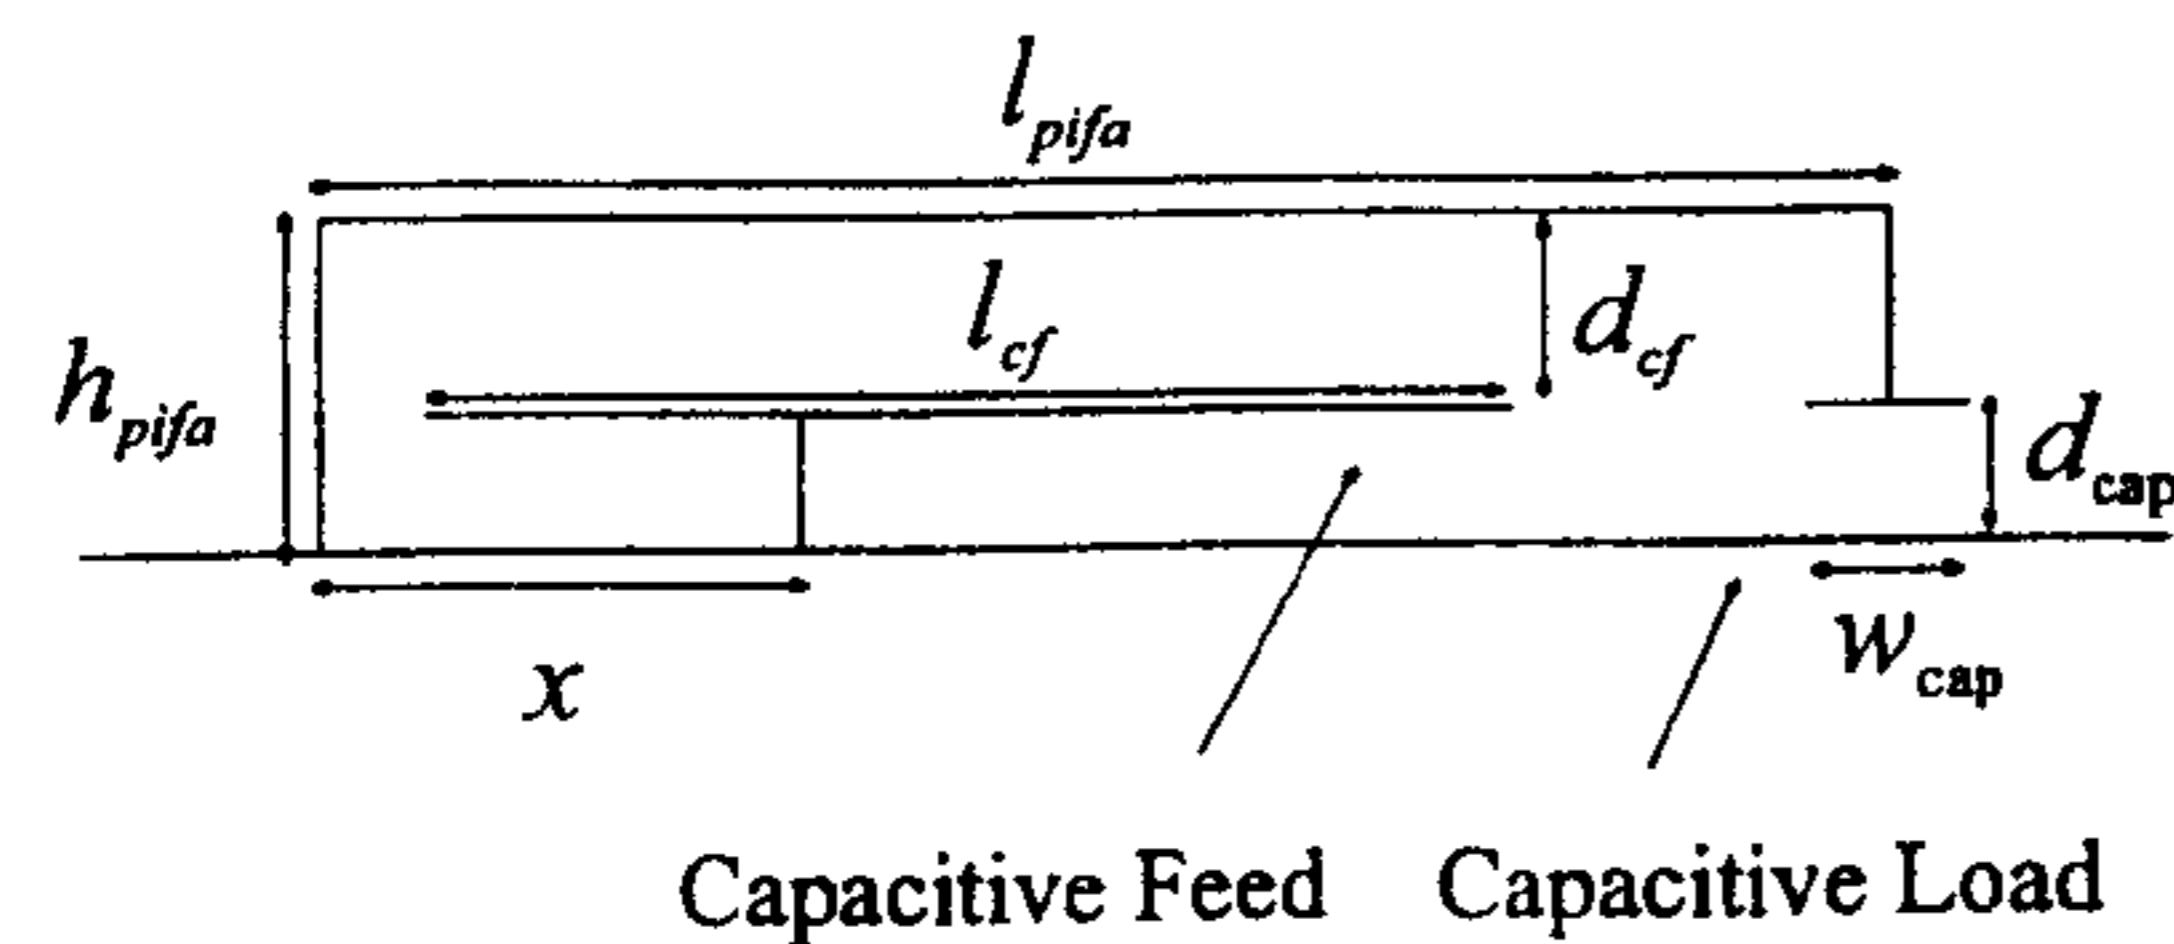 l_pifa
l_cf
d_cf
h_pifa
d_cap
x
w_cap
Capacitive Feed
Capacitive Load